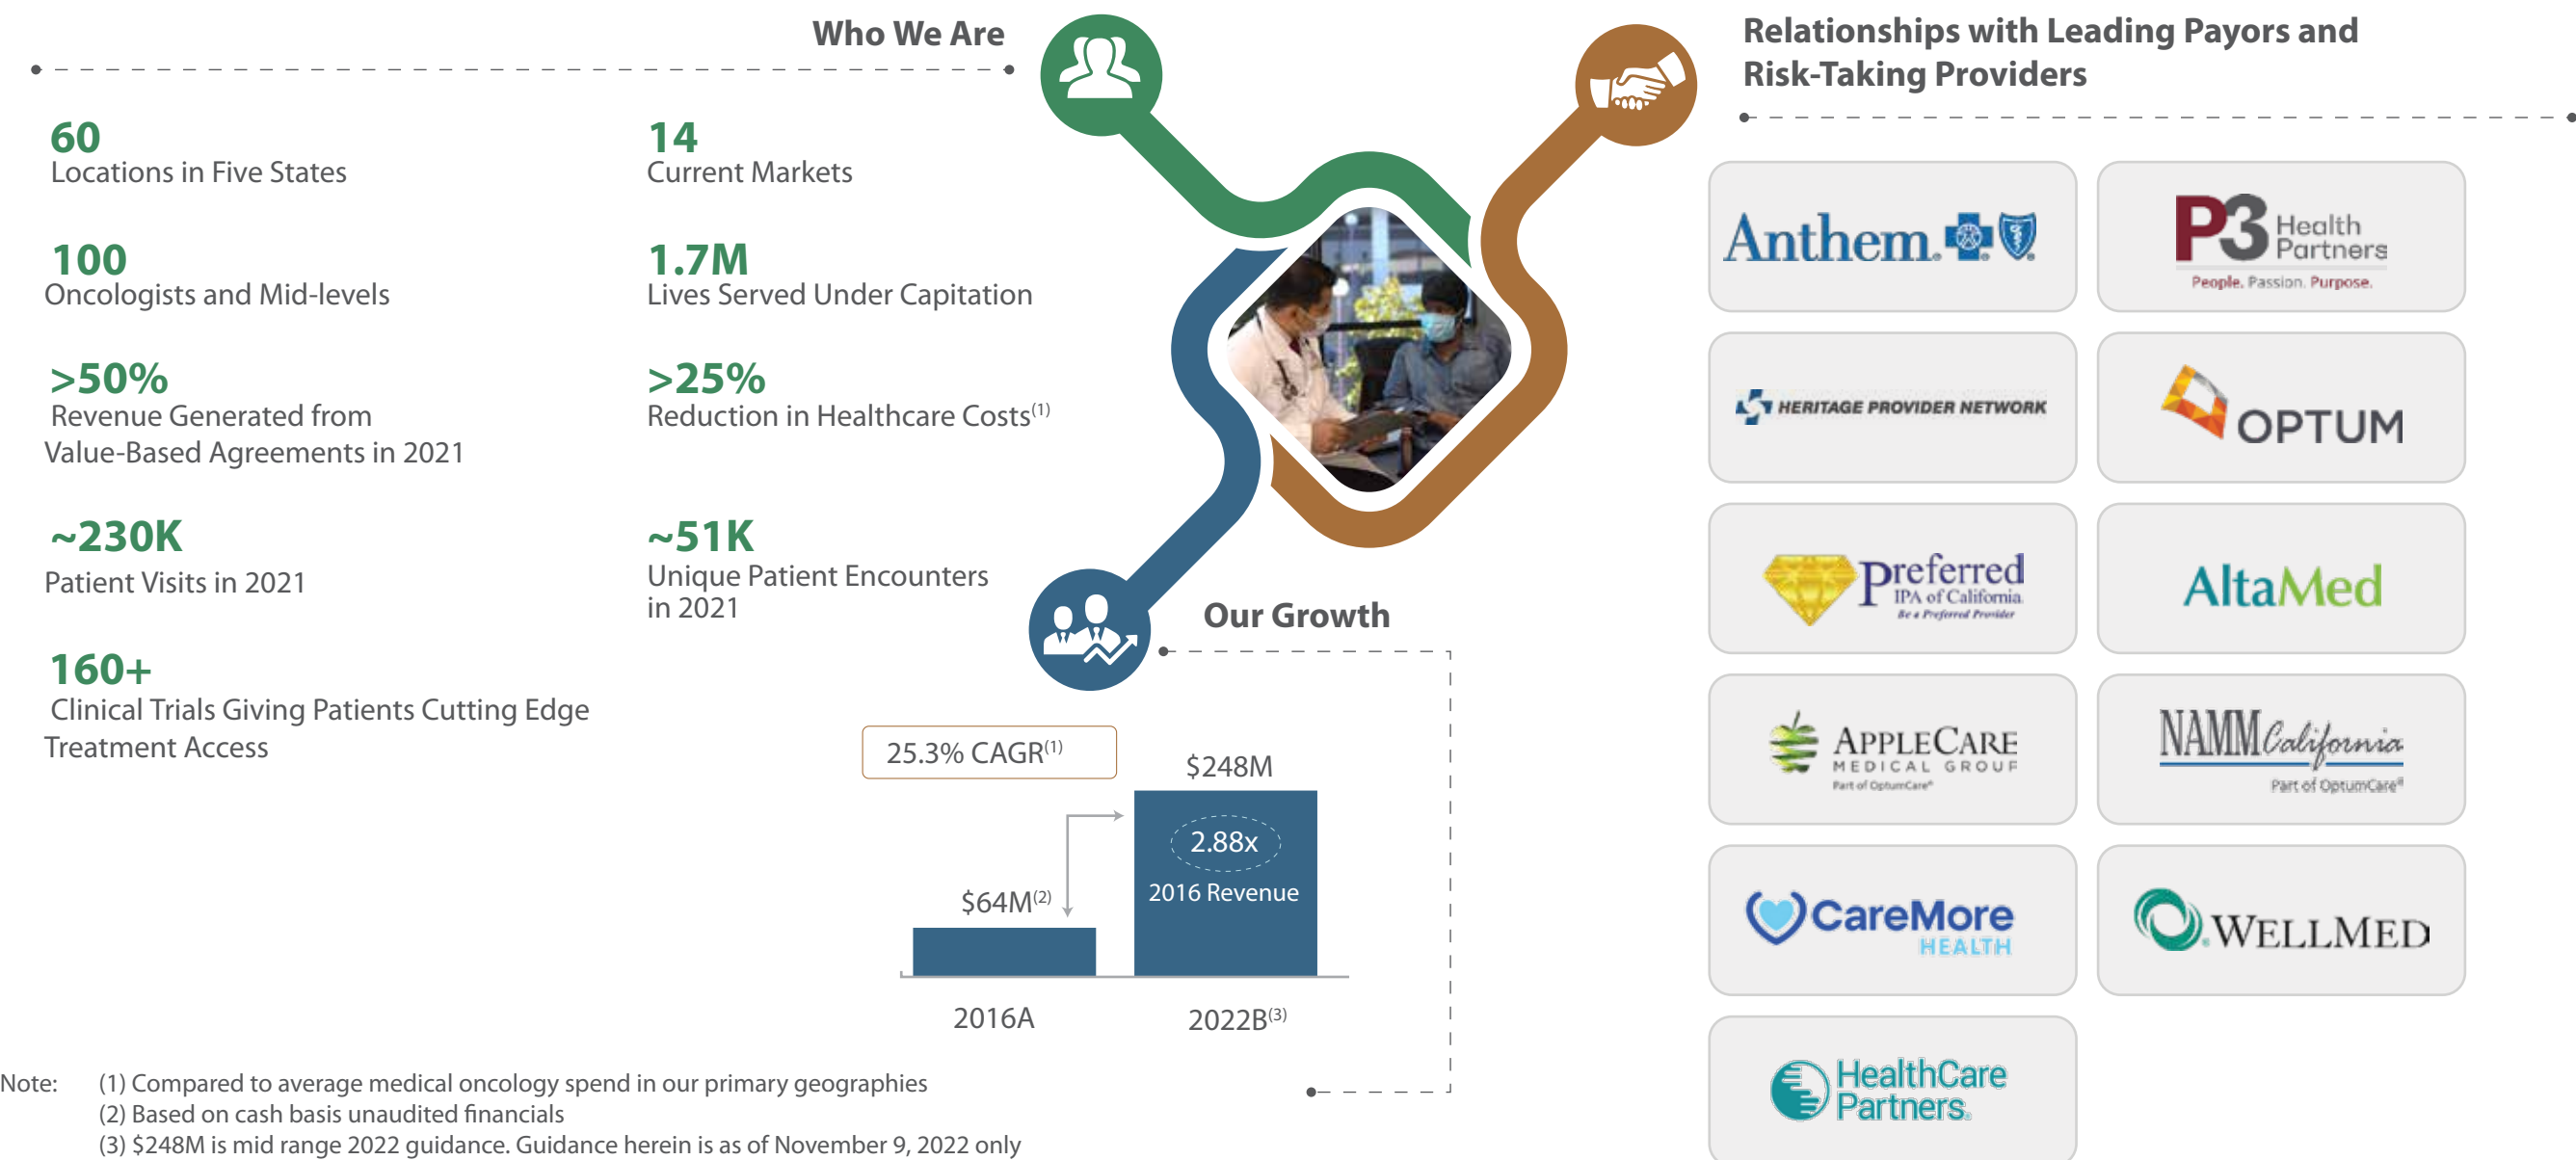 Who We Are
60
Locations in Five States
14
Current Markets
100
Oncologists and Mid-levels
1.7M
Lives Served Under Capitation
>50%
Revenue Generated from
Value-Based Agreements in 2021
>25%
Reduction in Healthcare Costs(1)
~230K
Patient Visits in 2021
~51K
Unique Patient Encounters
in 2021
160+
Clinical Trials Giving Patients Cutting Edge
Treatment Access
Our Growth
25.3% CAGR(1)
$248M
2.88x
2016 Revenue
$64M(2)
2016A
2022B(3)
Note: (1) Compared to average medical oncology spend in our primary geographies
(2) Based on cash basis unaudited financials
(3) $248M is mid range 2022 guidance. Guidance herein is as of November 9, 2022 only
Relationships with Leading Payors and
Risk-Taking Providers
Anthem.
P3 Health
Partners
People. Passion. Purpose.
HERITAGE PROVIDER NETWORK
OPTUM
Preferred
IPA of California
Be a Preferred Provider
AltaMed
APPLECARE
MEDICAL GROUP
Part of OptumCare®
NAMM California
Part of OptumCare®
CareMore
HEALTH
WELLMED
HealthCare
Partners.